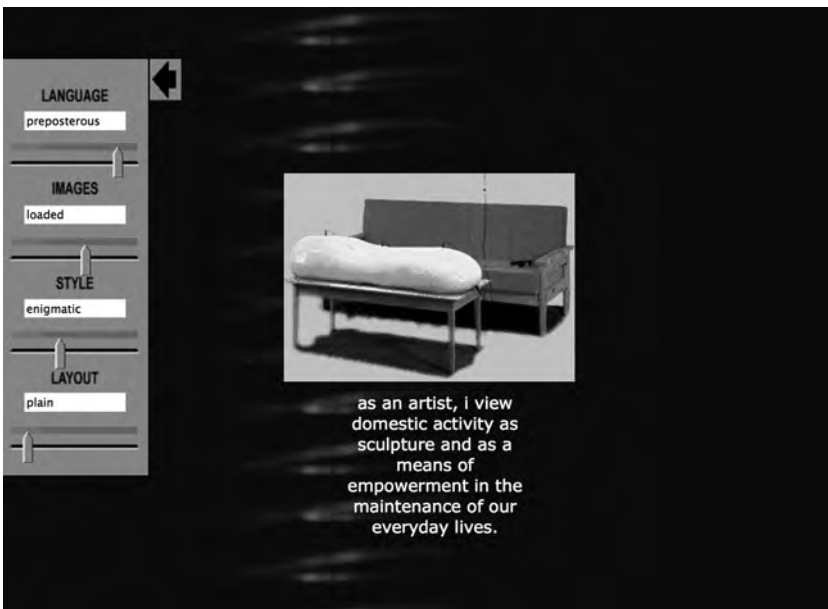 LANGUAGE
preposterous
IMAGES
loaded
STYLE
enigmatic
LAYOUT
plain
as an artist, i view
domestic activity as
sculpture and as a
means of
empowerment in the
maintenance of our
everyday lives.